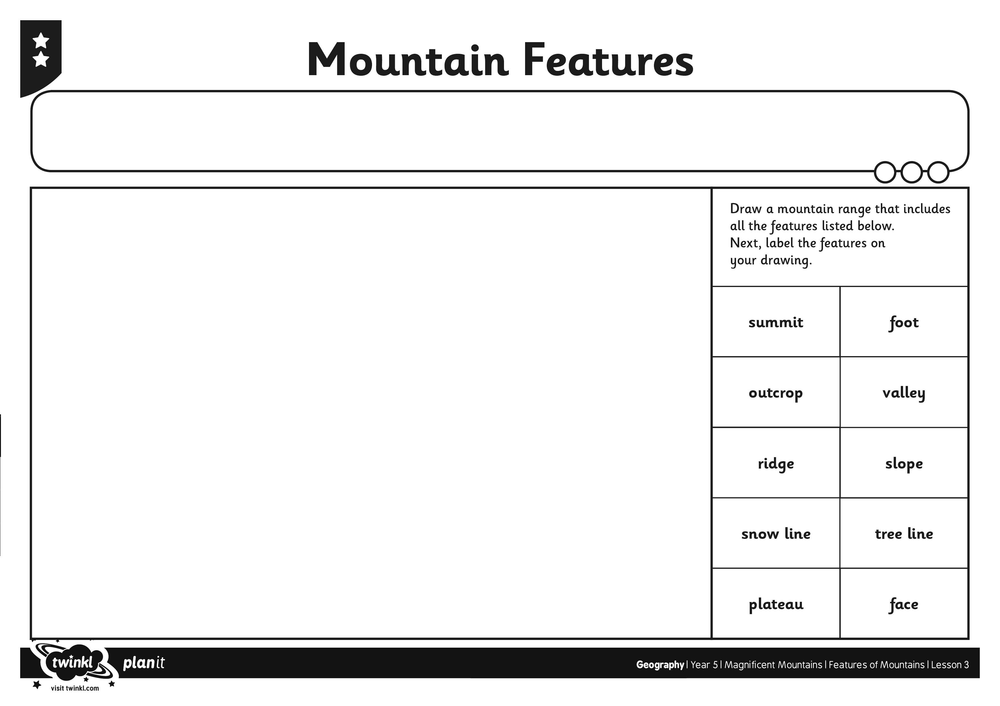 Mountain Features
Draw a mountain range that includes
all the features listed below.
Next, label the features on
your drawing.
summit
foot
outcrop
valley
ridge
slope
snow line
tree line
plateau
face
twinkl
planit
visit twinkl.com
Geography | Year 5 | Magnificent Mountains | Features of Mountains | Lesson 3